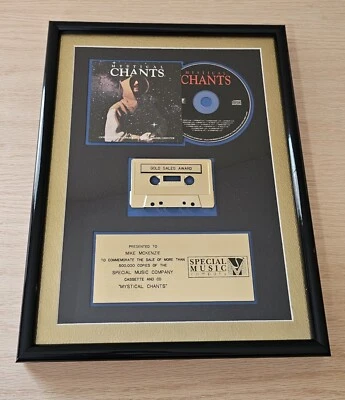 MYSTICAL
CHANTS
MYSTICAL
CHANTS
GOLD SALES AWARD
PRESENTED TO
MIKE MCKENZIE
TO COMMEMORATE THE SALE OF MORE THAN
500,000 COPIES OF THE
SPECIAL MUSIC COMPANY
CASSETTE AND CD
"MYSTICAL CHANTS"
SPECIAL
MUSIC
COMPANY